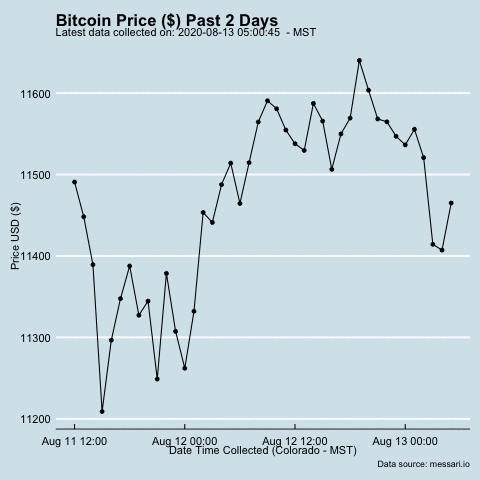 Bitcoin Price ($) Past 2 Days
Latest data collected on: 2020-08-13 05:00:45 - MST
11600
11500
11400
11300
11200
Price USD ($)
Aug 11 12:00 Aug 12 00:00 Aug 12 12:00 Aug 13 00:00
Date Time Collected (Colorado - MST)
Data source: messari.io